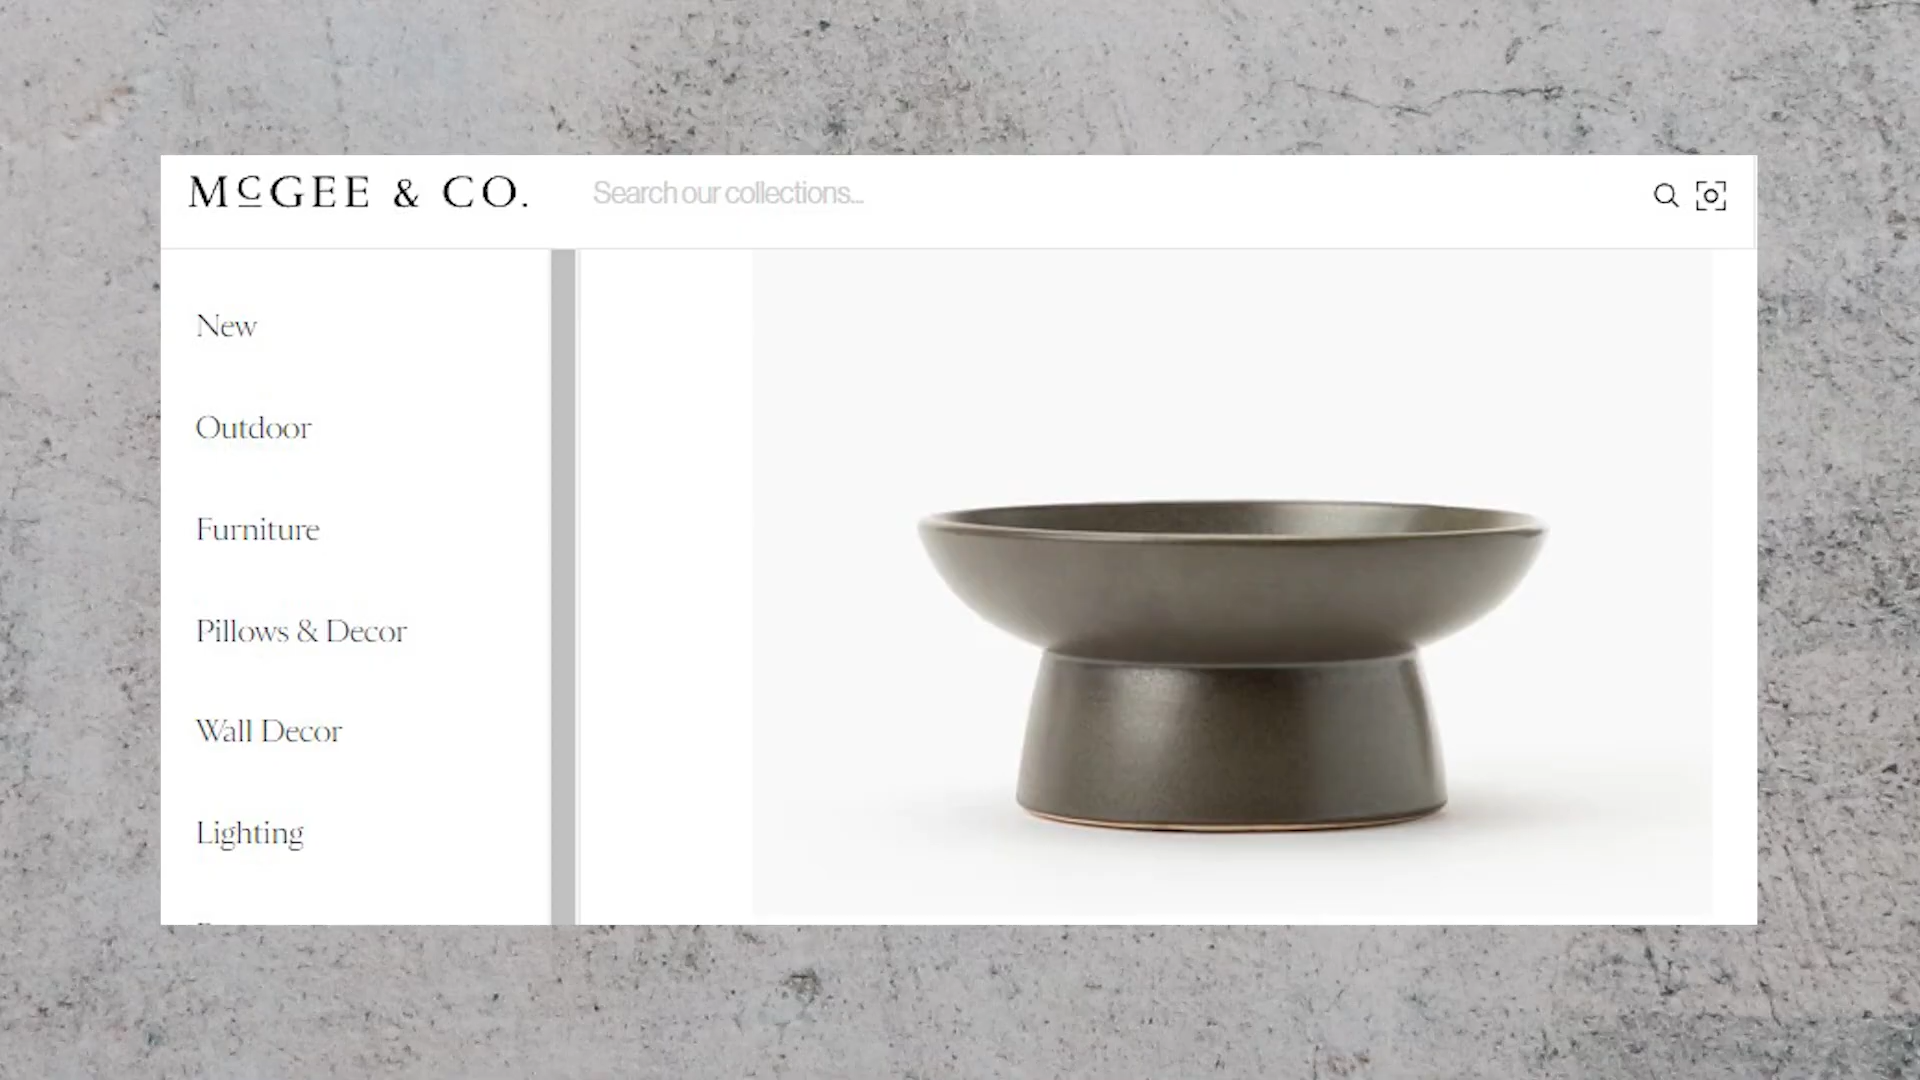 McGEE & CO.
Search our collections...
New
Outdoor
Furniture
Pillows & Decor
Wall Decor
Lighting